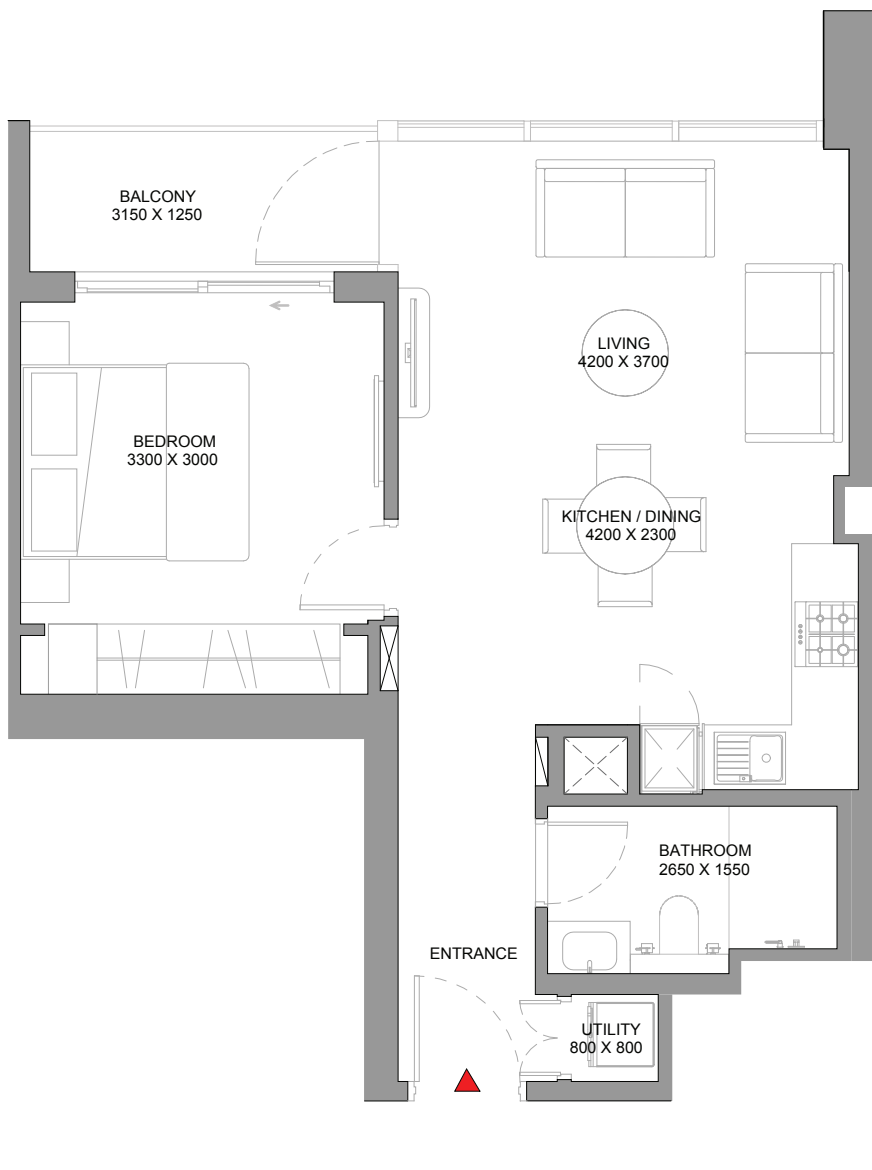 BALCONY
3150 X 1250
LIVING
4200 X 3700
BEDROOM
3300 X 3000
KITCHEN / DINING
4200 X 2300
BATHROOM
2650 X 1550
ENTRANCE
UTILITY
800 X 800